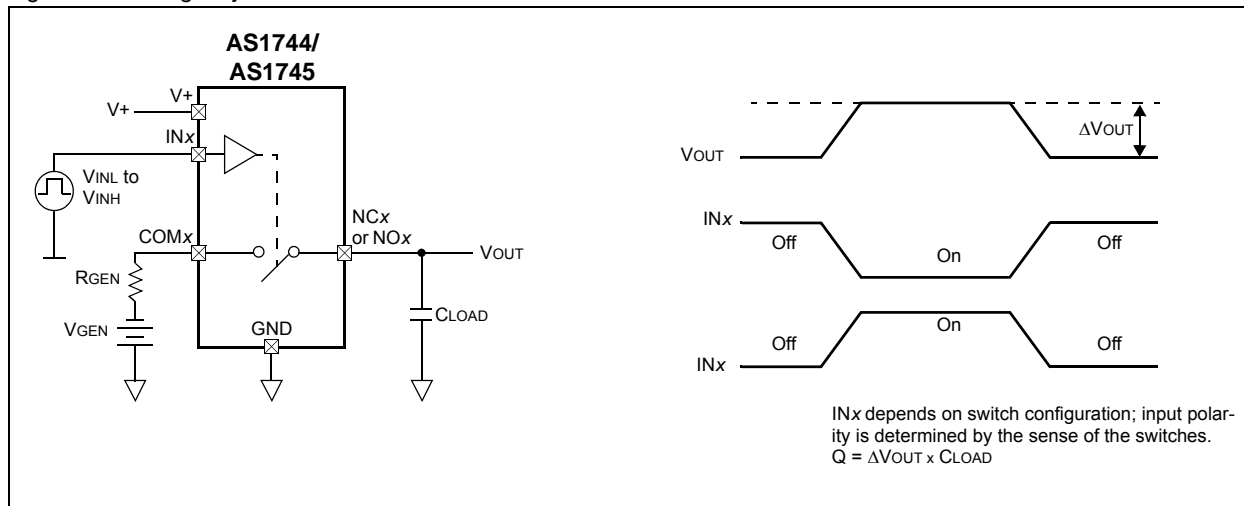 AS1744/
AS1745
V+
V+
INx
VINL to
VINH
COMx
NCx
or NOx
VOUT
RGEN
VGEN
GND
CLOAD
VOUT
ΔVOUT
INx
Off
On
Off
INx
Off
On
Off
INx depends on switch configuration; input polar-
ity is determined by the sense of the switches.
Q = ΔVOUT x CLOAD